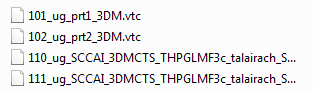 101_ug_prt1_3DM.vtc
102_ug_prt2_3DM.vtc
110_ug_SCCAI_3DMCTS_THPGLMF3c_talairach_S...
111_ug_SCCAI_3DMCTS_THPGLMF3c_talairach_S...